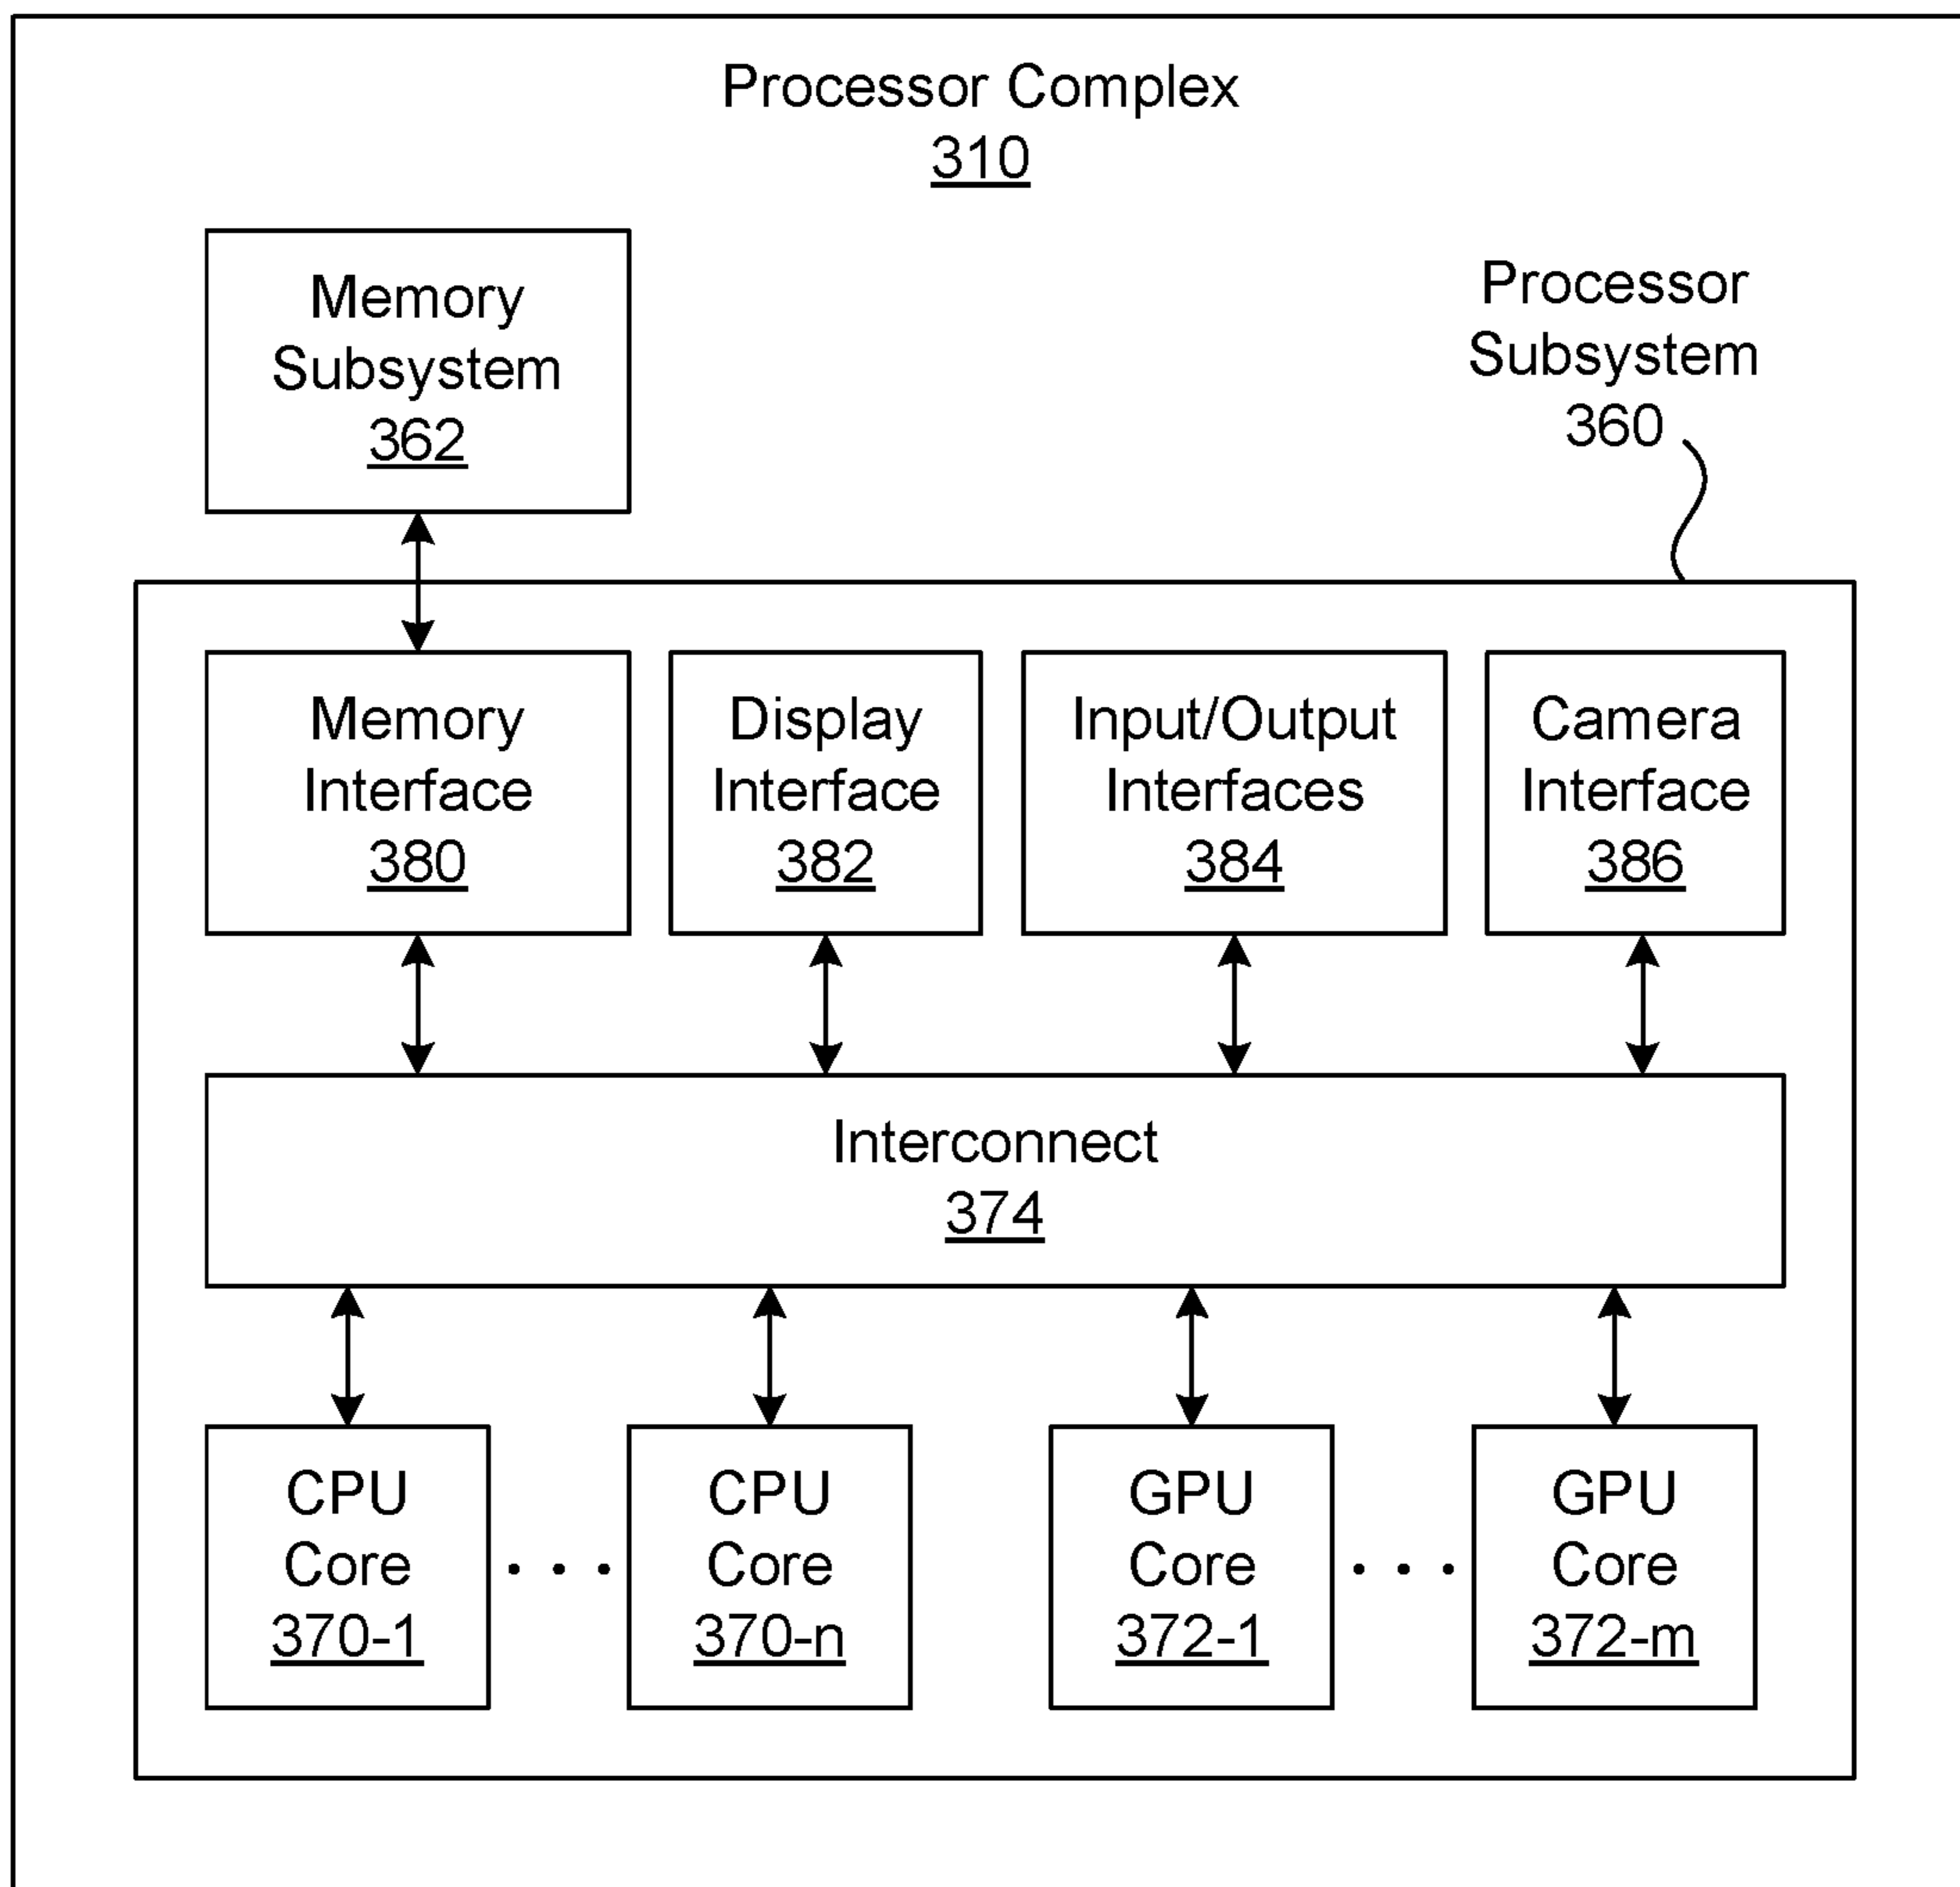 Processor Complex
310
Memory
Subsystem
362
Processor
Subsystem
360
Memory
Interface
380
Display
Interface
382
Input/Output
Interfaces
384
Camera
Interface
386
Interconnect
374
CPU
Core
370-1
. . .
CPU
Core
370-n
GPU
Core
372-1
. . .
GPU
Core
372-m